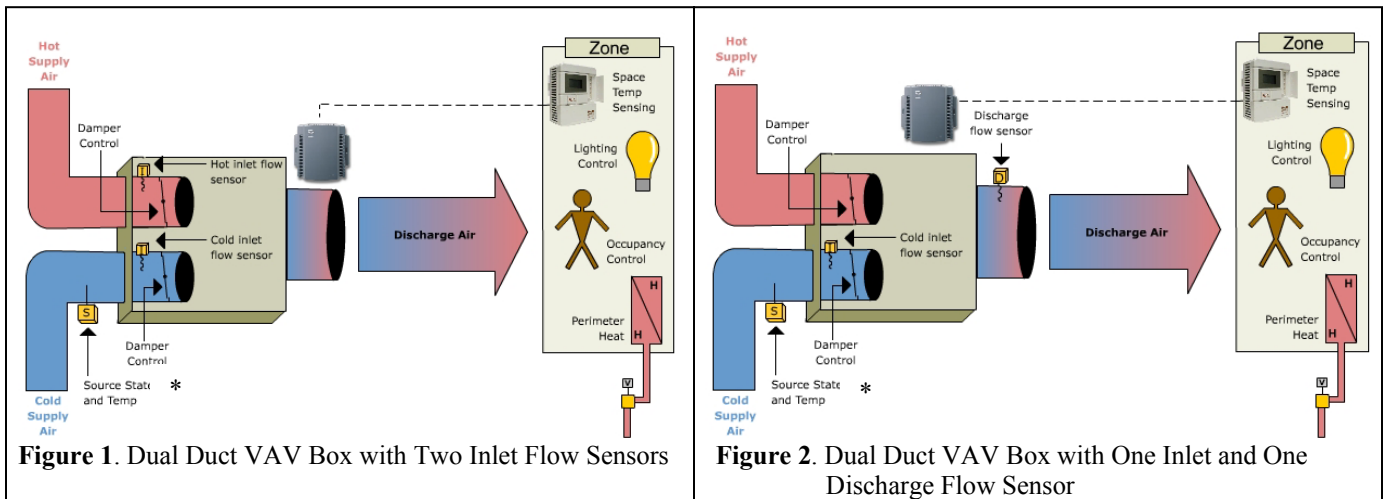 Hot
Supply
Air
Damper
Control
I
Hot inlet flow
sensor
I
Cold inlet
flow sensor
S
Damper
Control
Source State *
and Temp
Cold
Supply
Air
Discharge Air
Zone
Space
Temp
Sensing
Lighting
Control
Occupancy
Control
Perimeter
Heat
H
H
V
Figure 1. Dual Duct VAV Box with Two Inlet Flow Sensors
Hot
Supply
Air
Damper
Control
Discharge
flow sensor
D
I
Cold inlet
flow sensor
S
Damper
Control
Source State *
and Temp
Cold
Supply
Air
Discharge Air
Zone
Space
Temp
Sensing
Lighting
Control
Occupancy
Control
Perimeter
Heat
H
H
V
Figure 2. Dual Duct VAV Box with One Inlet and One
Discharge Flow Sensor